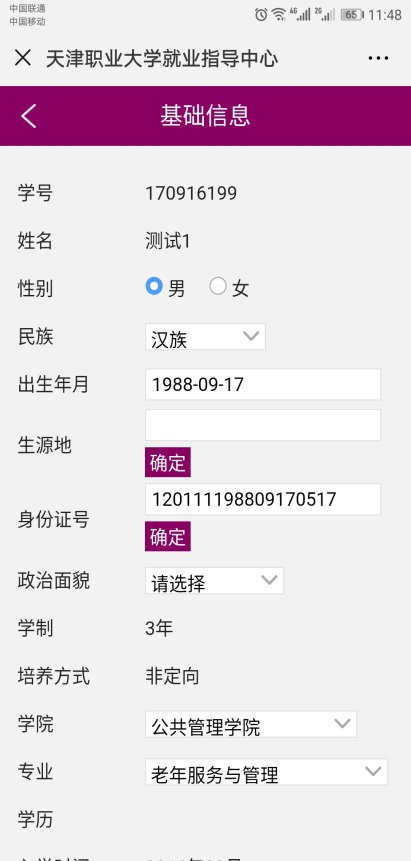 中国联通
中国移动
4G 2G 65 11:48
天津职业大学就业指导中心
基础信息
学号 170916199
姓名 测试1
性别 男 女
民族 汉族
出生年月 1988-09-17
生源地
确定
身份证号 120111198809170517
确定
政治面貌 请选择
学制 3年
培养方式 非定向
学院 公共管理学院
专业 老年服务与管理
学历